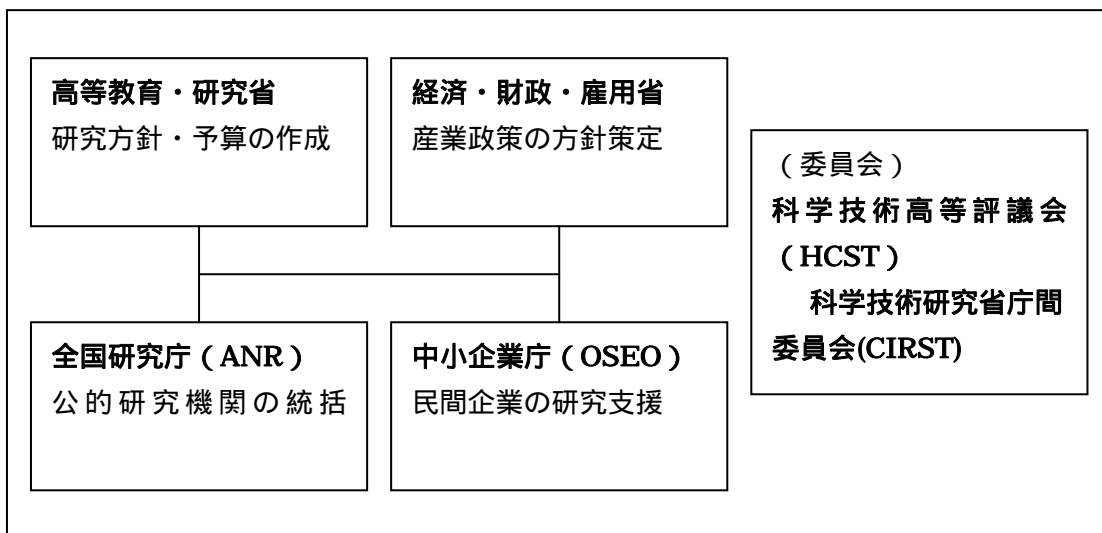 高等教育・研究省
研究方針・予算の作成
経済・財政・雇用省
産業政策の方針策定
（委員会）
科学技術高等評議会
（HCST）
科学技術研究省庁間
委員会(CIRST)
全国研究庁（ANR）
公的研究機関の統括
中小企業庁（OSEO）
民間企業の研究支援